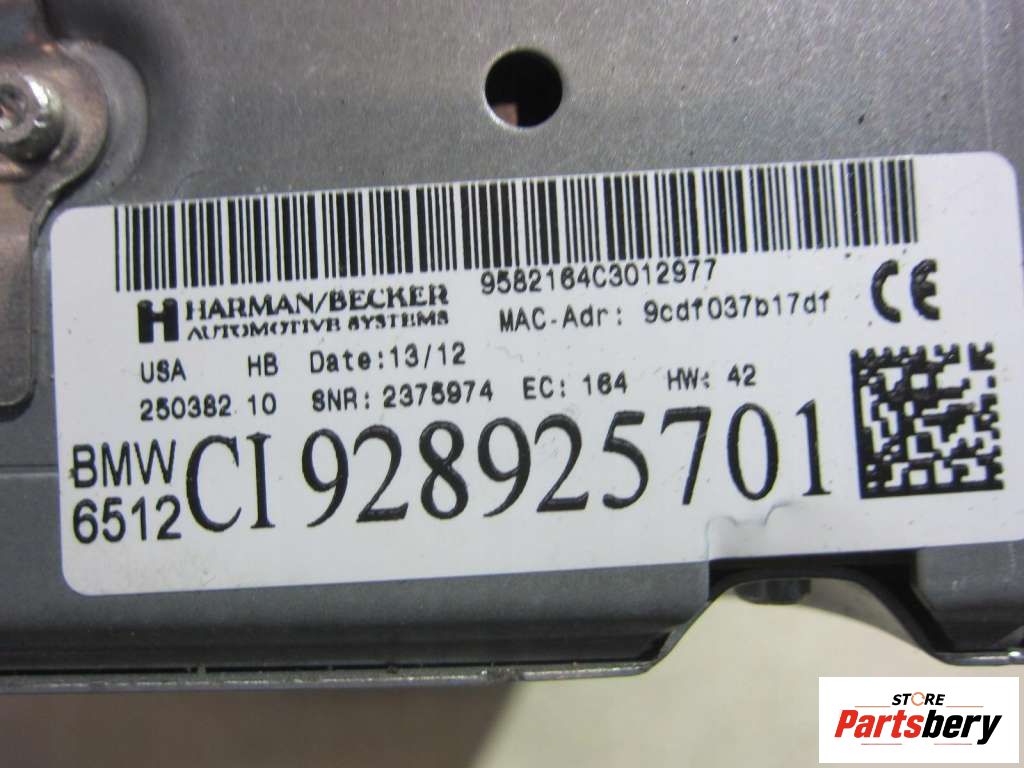 9582164C3012977
HARMAN/BECKER
AUTOMOTIVE SYSTEMS
MAC-Adr: 9cdf037b17df
CE
USA HB Date:13/12
250382 10 SNR: 2375974 EC: 164 HW: 42
BMW
6512
CI 928925701
STORE
Partsbery